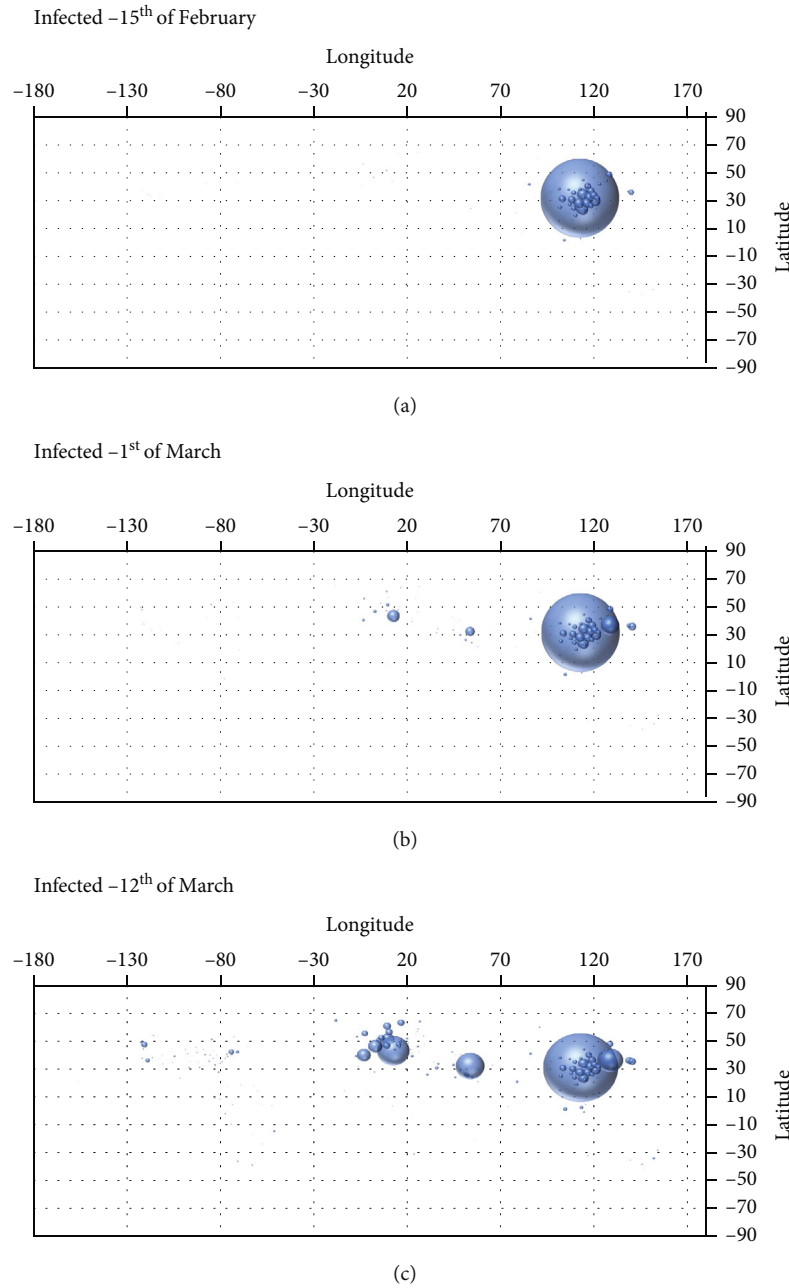 Infected –15th of February
Longitude
–180 –130 –80 –30 20 70 120 170
90
70
50
30
10
–10
–30
–50
–70
–90
Latitude
(a)
Infected –1st of March
Longitude
–180 –130 –80 –30 20 70 120 170
90
70
50
30
10
–10
–30
–50
–70
–90
Latitude
(b)
Infected –12th of March
Longitude
–180 –130 –80 –30 20 70 120 170
90
70
50
30
10
–10
–30
–50
–70
–90
Latitude
(c)